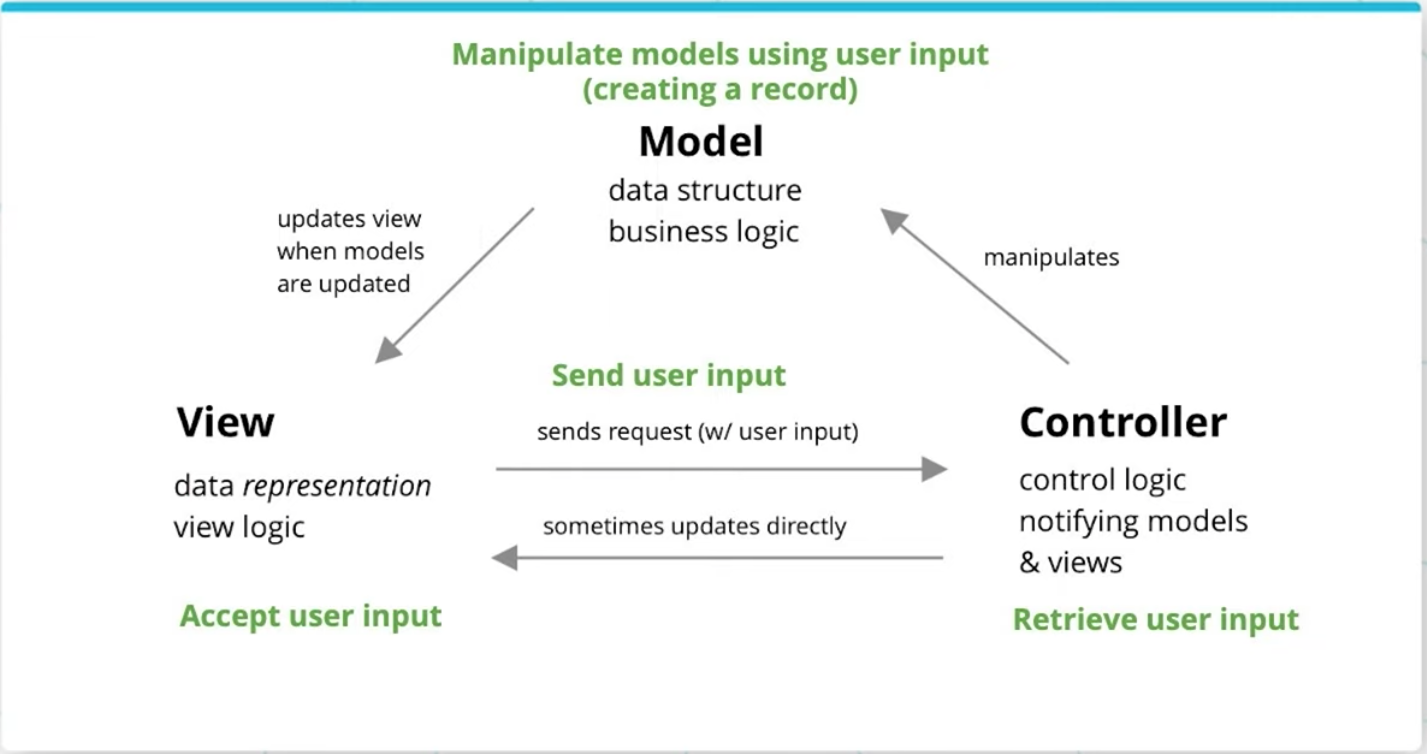 Manipulate models using user input
(creating a record)
Model
data structure
business logic
updates view
when models
are updated
manipulates
Send user input
sends request (w/ user input)
sometimes updates directly
View
data representation
view logic
Accept user input
Controller
control logic
notifying models
& views
Retrieve user input